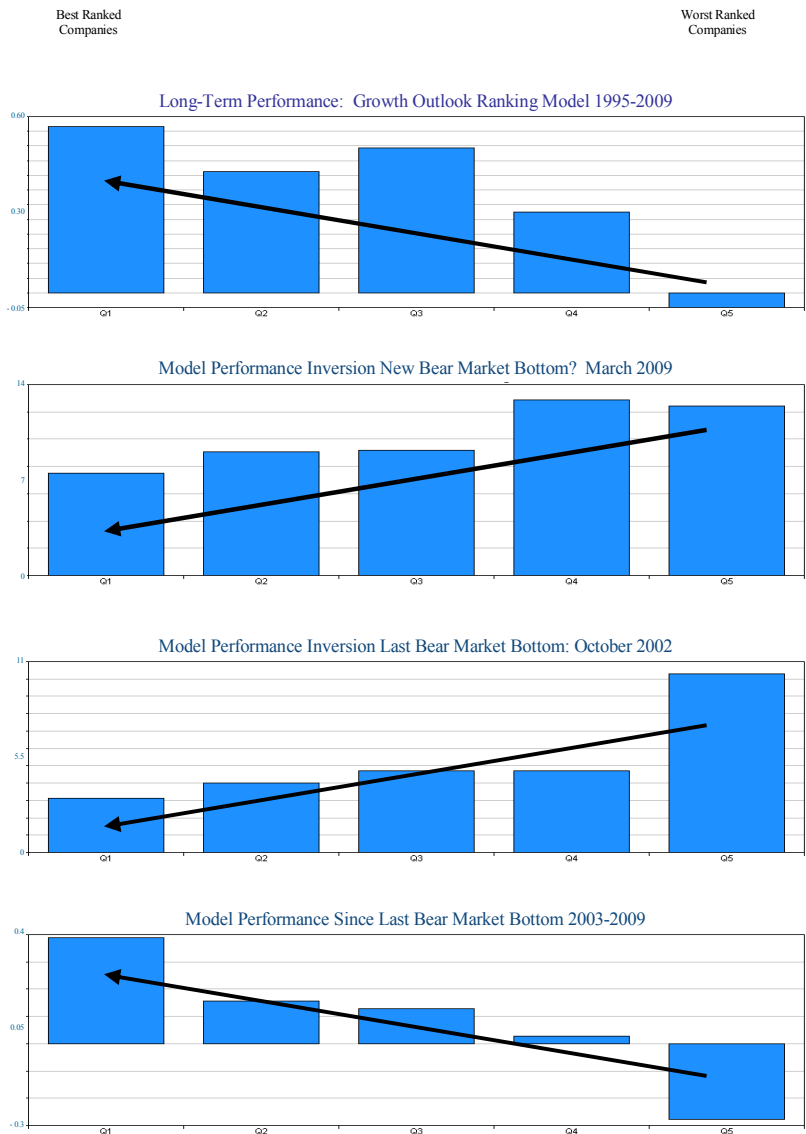 Best Ranked
Companies
Worst Ranked
Companies
Long-Term Performance:  Growth Outlook Ranking Model 1995-2009
0.60
0.30
- 0.05
Q1 Q2 Q3 Q4 Q5
Model Performance Inversion New Bear Market Bottom?  March 2009
14
7
0
Q1 Q2 Q3 Q4 Q5
Model Performance Inversion Last Bear Market Bottom: October 2002
11
5.5
0
Q1 Q2 Q3 Q4 Q5
Model Performance Since Last Bear Market Bottom 2003-2009
0.4
0.05
- 0.3
Q1 Q2 Q3 Q4 Q5